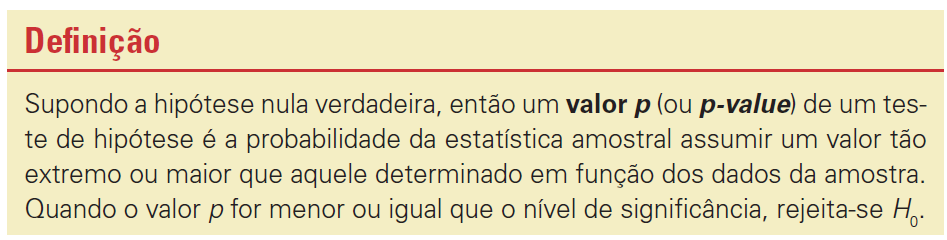 Definição
Supondo a hipótese nula verdadeira, então um valor p (ou p-value) de um tes-
te de hipótese é a probabilidade da estatística amostral assumir um valor tão
extremo ou maior que aquele determinado em função dos dados da amostra.
Quando o valor p for menor ou igual que o nível de significância, rejeita-se H₀.